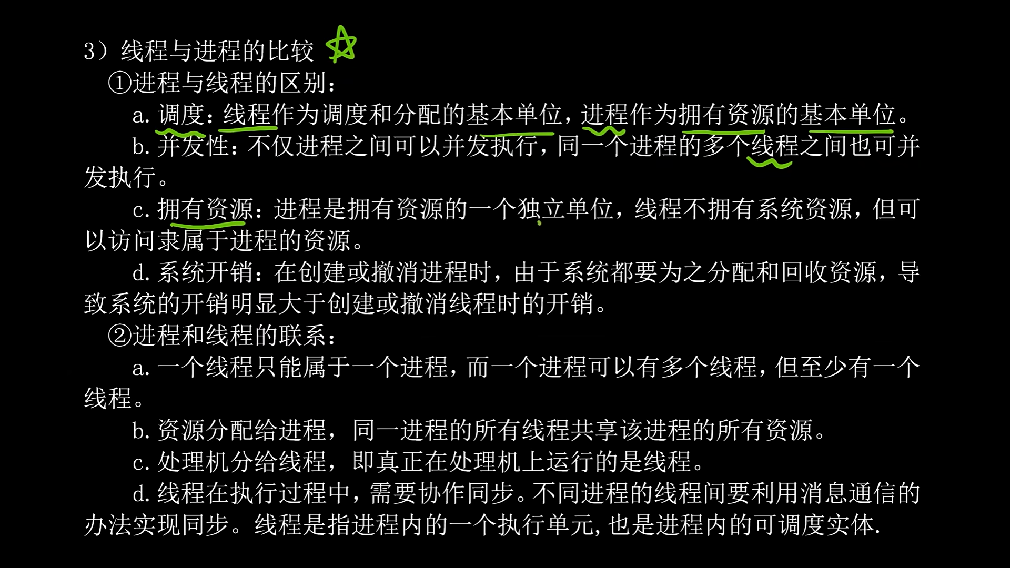 3）线程与进程的比较
①进程与线程的区别：
a.调度：线程作为调度和分配的基本单位，进程作为拥有资源的基本单位。
b.并发性：不仅进程之间可以并发执行，同一个进程的多个线程之间也可并
发执行。
c.拥有资源：进程是拥有资源的一个独立单位，线程不拥有系统资源，但可
以访问隶属于进程的资源。
d.系统开销：在创建或撤消进程时，由于系统都要为之分配和回收资源，导
致系统的开销明显大于创建或撤消线程时的开销。
②进程和线程的联系：
a.一个线程只能属于一个进程，而一个进程可以有多个线程，但至少有一个
线程。
b.资源分配给进程，同一进程的所有线程共享该进程的所有资源。
c.处理机分给线程，即真正在处理机上运行的是线程。
d.线程在执行过程中，需要协作同步。不同进程的线程间要利用消息通信的
办法实现同步。线程是指进程内的一个执行单元,也是进程内的可调度实体.